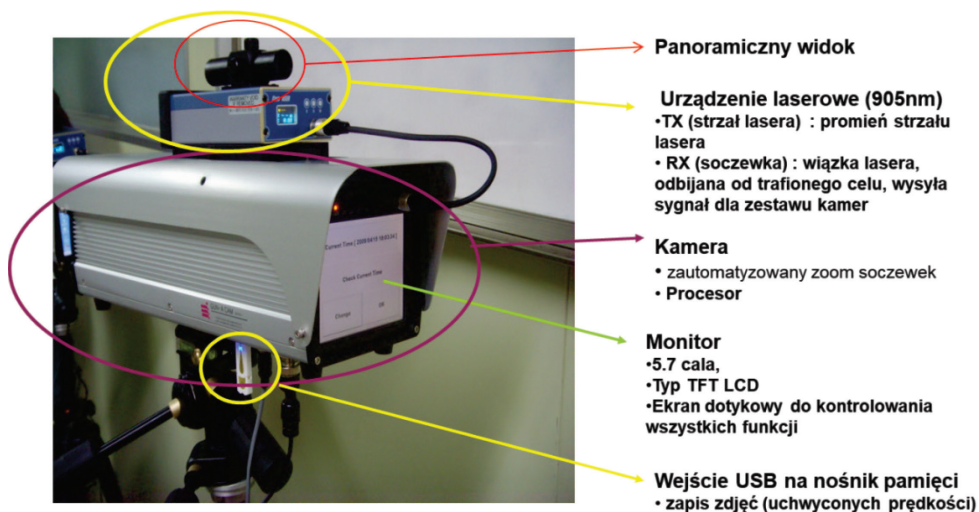 Panoramiczny widok
Urządzenie laserowe (905nm)
•TX (strzał lasera) : promień strzału
lasera
• RX (soczewka) : wiązka lasera,
odbijana od trafionego celu, wysyła
sygnał dla zestawu kamer
Kamera
• zautomatyzowany zoom soczewek
• Procesor
Monitor
•5.7 cala,
•Typ TFT LCD
•Ekran dotykowy do kontrolowania
wszystkich funkcji
Wejście USB na nośnik pamięci
• zapis zdjęć (uchwyconych prędkości)
Check Current Time
Change
OK